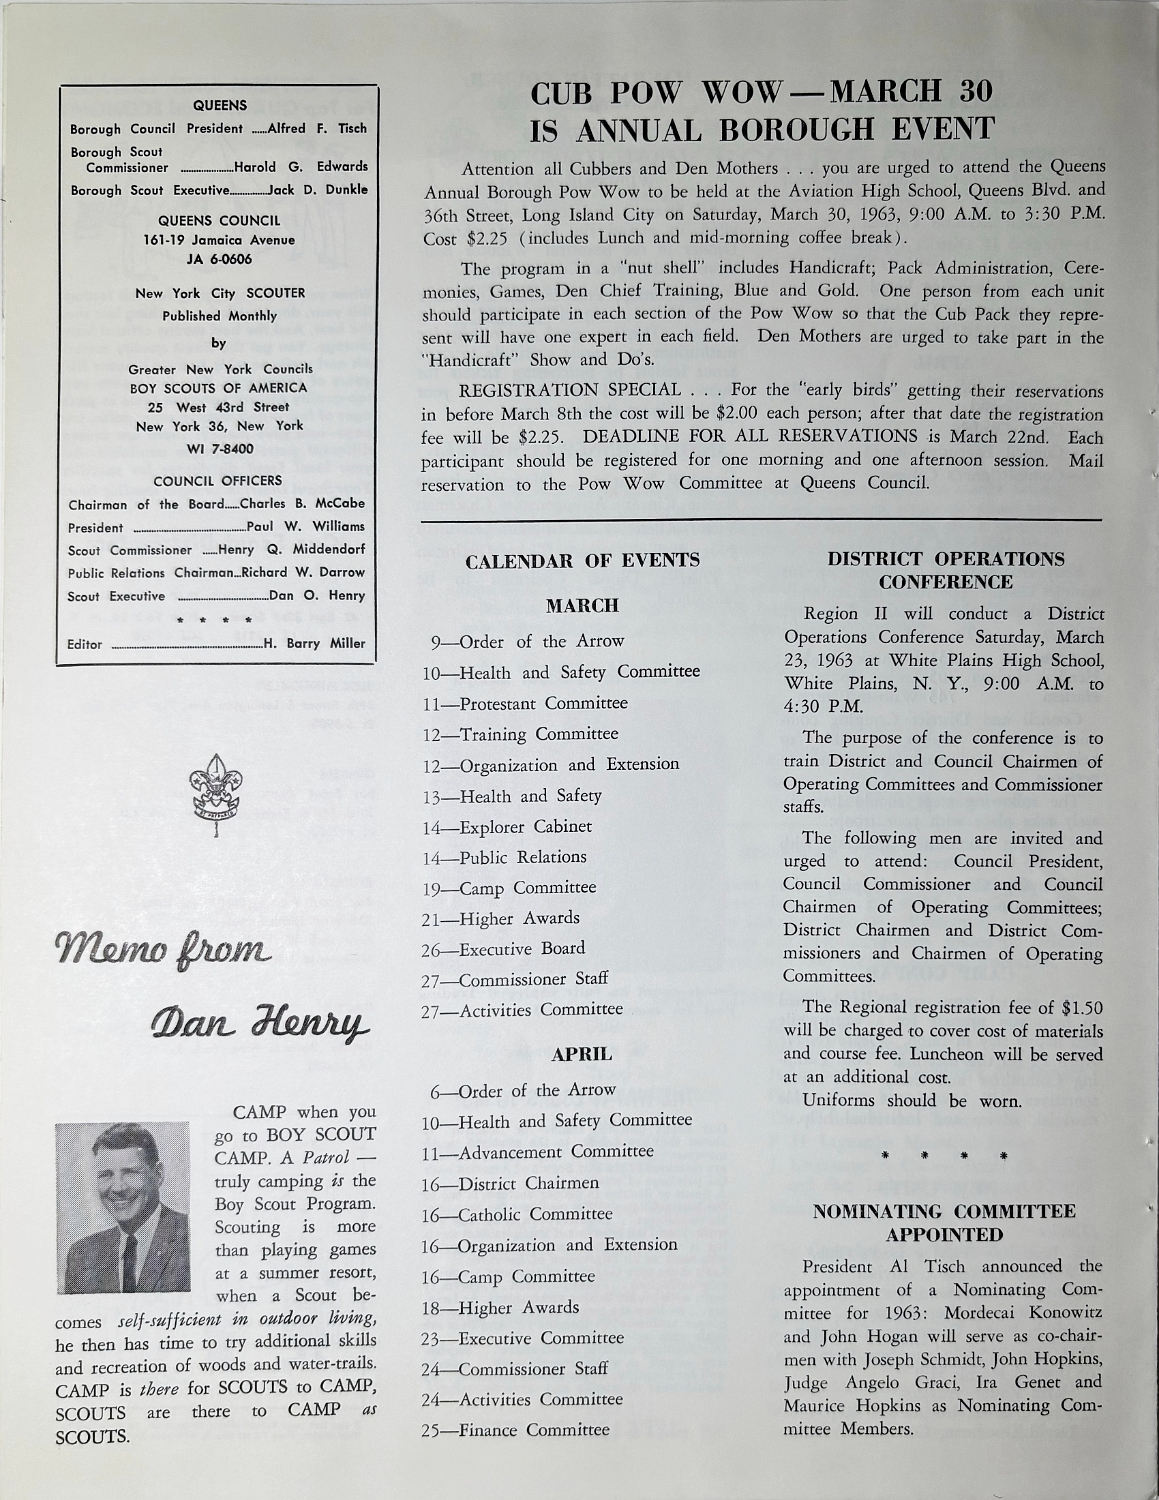 QUEENS
Borough Council President ......Alfred F. Tisch
Borough Scout
Commissioner .....................Harold G. Edwards
Borough Scout Executive...............Jack D. Dunkle
QUEENS COUNCIL
161-19 Jamaica Avenue
JA 6-0606
New York City SCOUTER
Published Monthly
by
Greater New York Councils
BOY SCOUTS OF AMERICA
25 West 43rd Street
New York 36, New York
WI 7-8400
COUNCIL OFFICERS
Chairman of the Board......Charles B. McCabe
President .............................................Paul W. Williams
Scout Commissioner ......Henry Q. Middendorf
Public Relations Chairman...Richard W. Darrow
Scout Executive ....................................Dan O. Henry
* * * *
Editor .............................................................H. Barry Miller
Memo from
Dan Henry
CAMP when you
go to BOY SCOUT
CAMP. A Patrol —
truly camping is the
Boy Scout Program.
Scouting is more
than playing games
at a summer resort,
when a Scout be-
comes self-sufficient in outdoor living,
he then has time to try additional skills
and recreation of woods and water-trails.
CAMP is there for SCOUTS to CAMP,
SCOUTS are there to CAMP as
SCOUTS.
CUB POW WOW — MARCH 30
IS ANNUAL BOROUGH EVENT
Attention all Cubbers and Den Mothers . . . you are urged to attend the Queens
Annual Borough Pow Wow to be held at the Aviation High School, Queens Blvd. and
36th Street, Long Island City on Saturday, March 30, 1963, 9:00 A.M. to 3:30 P.M.
Cost $2.25 (includes Lunch and mid-morning coffee break).
The program in a "nut shell" includes Handicraft; Pack Administration, Cere-
monies, Games, Den Chief Training, Blue and Gold. One person from each unit
should participate in each section of the Pow Wow so that the Cub Pack they repre-
sent will have one expert in each field. Den Mothers are urged to take part in the
"Handicraft" Show and Do's.
REGISTRATION SPECIAL . . . For the "early birds" getting their reservations
in before March 8th the cost will be $2.00 each person; after that date the registration
fee will be $2.25. DEADLINE FOR ALL RESERVATIONS is March 22nd. Each
participant should be registered for one morning and one afternoon session. Mail
reservation to the Pow Wow Committee at Queens Council.
CALENDAR OF EVENTS
MARCH
9—Order of the Arrow
10—Health and Safety Committee
11—Protestant Committee
12—Training Committee
12—Organization and Extension
13—Health and Safety
14—Explorer Cabinet
14—Public Relations
19—Camp Committee
21—Higher Awards
26—Executive Board
27—Commissioner Staff
27—Activities Committee
APRIL
6—Order of the Arrow
10—Health and Safety Committee
11—Advancement Committee
16—District Chairmen
16—Catholic Committee
16—Organization and Extension
16—Camp Committee
18—Higher Awards
23—Executive Committee
24—Commissioner Staff
24—Activities Committee
25—Finance Committee
DISTRICT OPERATIONS
CONFERENCE
Region II will conduct a District
Operations Conference Saturday, March
23, 1963 at White Plains High School,
White Plains, N. Y., 9:00 A.M. to
4:30 P.M.
The purpose of the conference is to
train District and Council Chairmen of
Operating Committees and Commissioner
staffs.
The following men are invited and
urged to attend: Council President,
Council Commissioner and Council
Chairmen of Operating Committees;
District Chairmen and District Com-
missioners and Chairmen of Operating
Committees.
The Regional registration fee of $1.50
will be charged to cover cost of materials
and course fee. Luncheon will be served
at an additional cost.
Uniforms should be worn.
* * * *
NOMINATING COMMITTEE
APPOINTED
President Al Tisch announced the
appointment of a Nominating Com-
mittee for 1963: Mordecai Konowitz
and John Hogan will serve as co-chair-
men with Joseph Schmidt, John Hopkins,
Judge Angelo Graci, Ira Genet and
Maurice Hopkins as Nominating Com-
mittee Members.